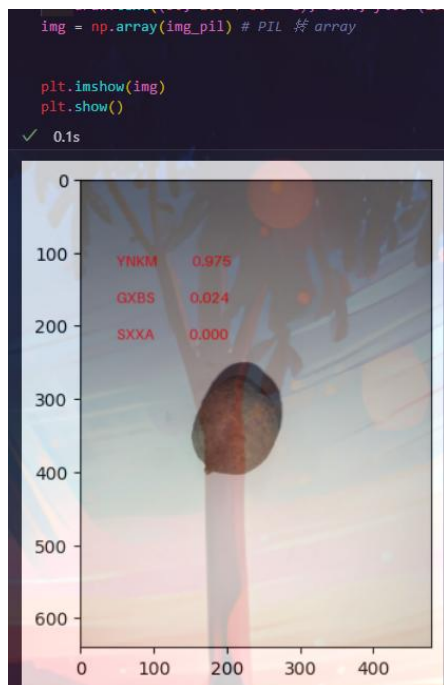 img = np.array(img_pil) # PIL 转 array
plt.imshow(img)
plt.show()
✓ 0.1s
0
100
YNKM 0.975
GXBS 0.024
200
SXXA 0.000
300
400
500
600
0 100 200 300 400